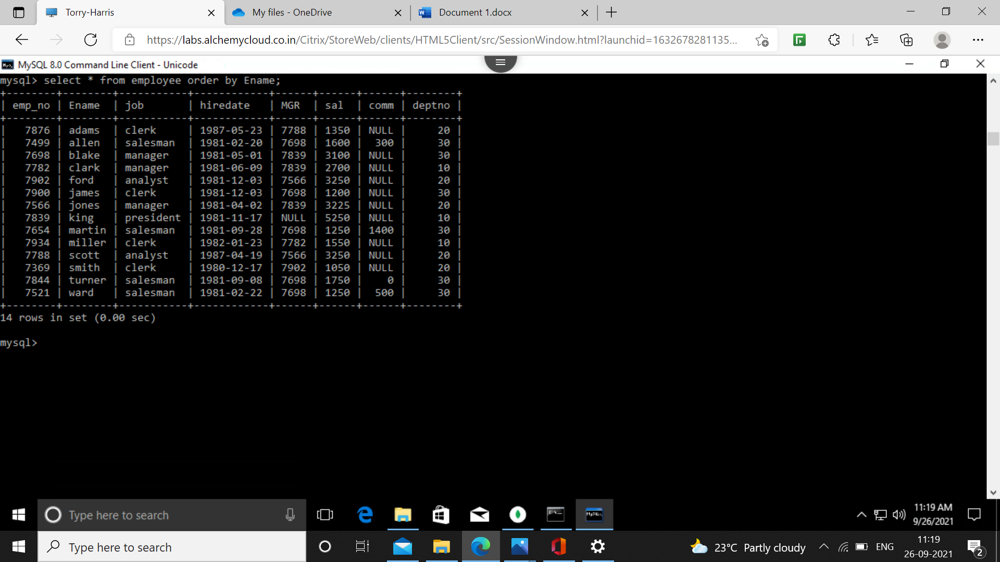 Torry-Harris
My files - OneDrive
Document 1.docx
https://labs.alchemycloud.co.in/Citrix/StoreWeb/clients/HTML5Client/src/SessionWindow.html?launchid=1632678281135...
MySQL 8.0 Command Line Client - Unicode
mysql> select * from employee order by Ename;
+--------+--------+-----------+------------+------+------+------+--------+
| emp_no | Ename  | job       | hiredate   | MGR  | sal  | comm | deptno |
+--------+--------+-----------+------------+------+------+------+--------+
|   7876 | adams  | clerk     | 1987-05-23 | 7788 | 1350 | NULL |     20 |
|   7499 | allen  | salesman  | 1981-02-20 | 7698 | 1600 |  300 |     30 |
|   7698 | blake  | manager   | 1981-05-01 | 7839 | 3100 | NULL |     30 |
|   7782 | clark  | manager   | 1981-06-09 | 7839 | 2700 | NULL |     10 |
|   7902 | ford   | analyst   | 1981-12-03 | 7566 | 3250 | NULL |     20 |
|   7900 | james  | clerk     | 1981-12-03 | 7698 | 1200 | NULL |     30 |
|   7566 | jones  | manager   | 1981-04-02 | 7839 | 3225 | NULL |     20 |
|   7839 | king   | president | 1981-11-17 | NULL | 5250 | NULL |     10 |
|   7654 | martin | salesman  | 1981-09-28 | 7698 | 1250 | 1400 |     30 |
|   7934 | miller | clerk     | 1982-01-23 | 7782 | 1550 | NULL |     10 |
|   7788 | scott  | analyst   | 1987-04-19 | 7566 | 3250 | NULL |     20 |
|   7369 | smith  | clerk     | 1980-12-17 | 7902 | 1050 | NULL |     20 |
|   7844 | turner | salesman  | 1981-09-08 | 7698 | 1750 |    0 |     30 |
|   7521 | ward   | salesman  | 1981-02-22 | 7698 | 1250 |  500 |     30 |
+--------+--------+-----------+------------+------+------+------+--------+
14 rows in set (0.00 sec)
mysql>
Type here to search
11:19 AM
9/26/2021
Type here to search
23°C Partly cloudy
ENG
11:19
26-09-2021
2